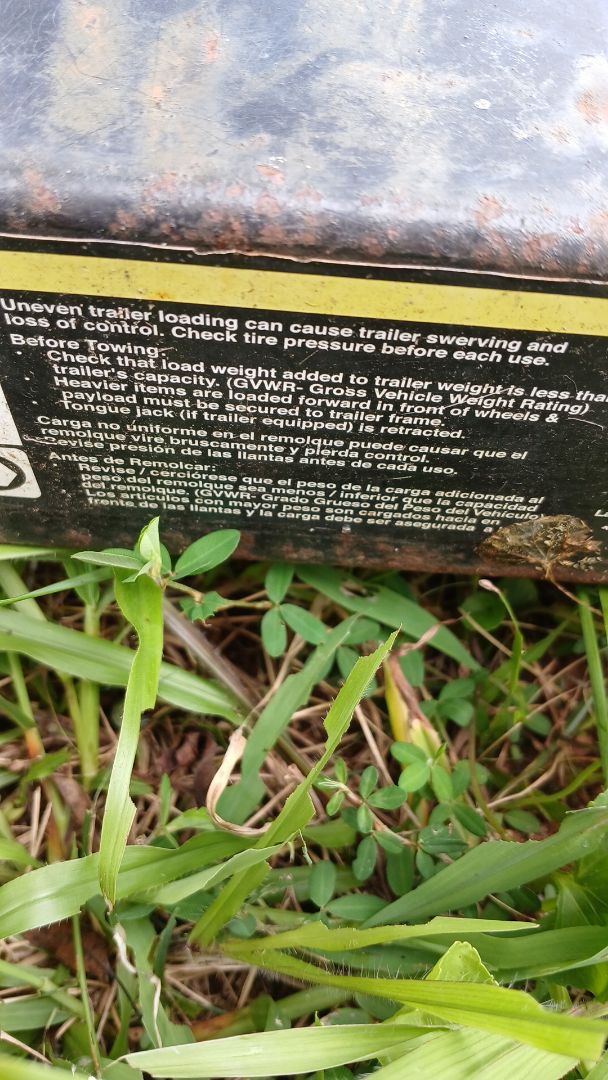 Uneven trailer loading can cause trailer swerving and
loss of control. Check tire pressure before each use.
Before Towing:
Check that load weight added to trailer weight is less than
trailer's capacity. (GVWR- Gross Vehicle Weight Rating)
Heavier items are loaded forward in front of wheels &
payload must be secured to trailer frame.
Tongue jack (if trailer equipped) is retracted.
Carga no uniforme en el remolque puede causar que el
remolque vire bruscamente y pierda control.
Revise presión de las llantas antes de cada uso.
Antes de Remolcar:
Revise / cerciórese que el peso de la carga adicionada al
peso del remolque sea menos / inferior que la capacidad
del remolque. (GVWR- Grado Grueso del Peso del Vehículo)
Los artículos con mayor peso son cargados hacia en
frente de las llantas y la carga debe ser asegurada